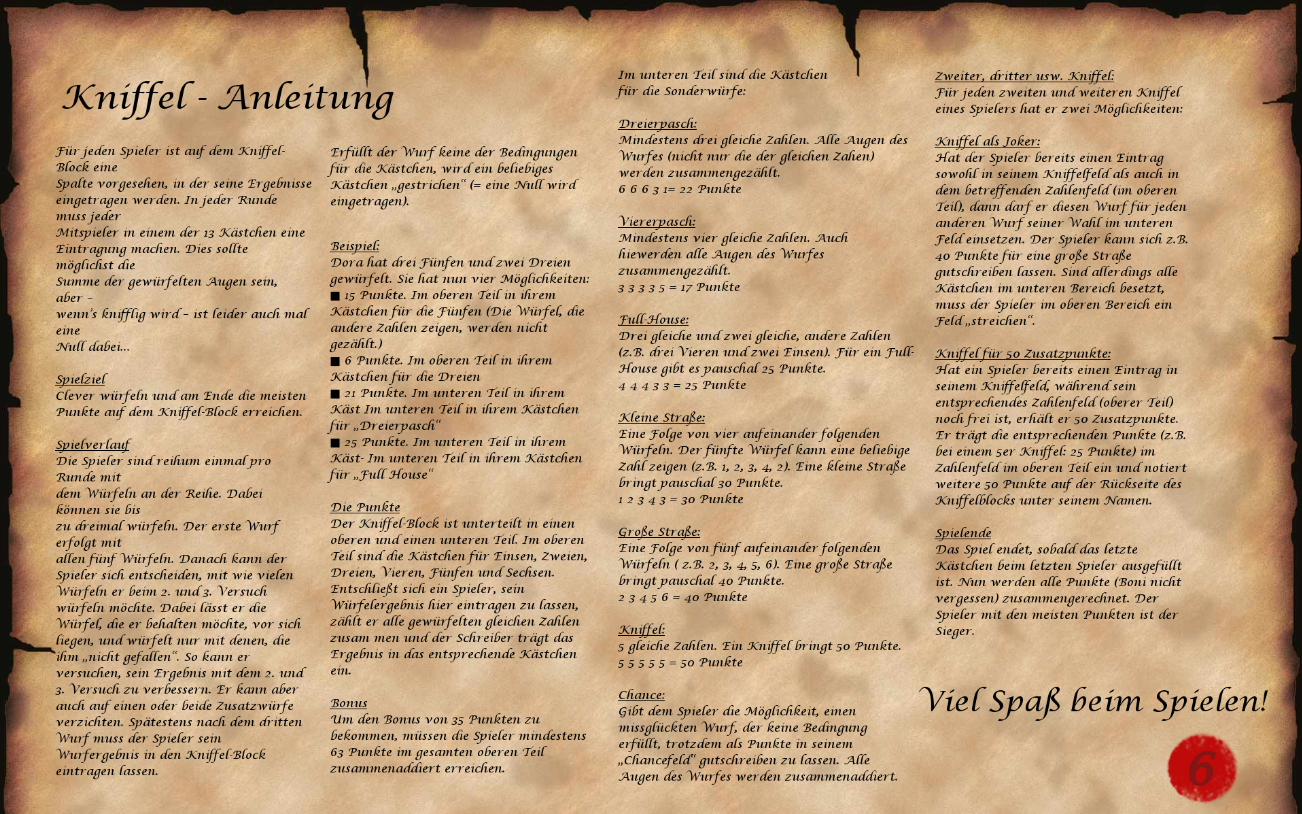 Kniffel - Anleitung
Für jeden Spieler ist auf dem Kniffel-
Block eine
Spalte vorgesehen, in der seine Ergebnisse
eingetragen werden. In jeder Runde
muss jeder
Mitspieler in einem der 13 Kästchen eine
Eintragung machen. Dies sollte
möglichst die
Summe der gewürfelten Augen sein,
aber –
wenn's knifflig wird – ist leider auch mal
eine
Null dabei...
Spielziel
Clever würfeln und am Ende die meisten
Punkte auf dem Kniffel-Block erreichen.
Spielverlauf
Die Spieler sind reihum einmal pro
Runde mit
dem Würfeln an der Reihe. Dabei
können sie bis
zu dreimal würfeln. Der erste Wurf
erfolgt mit
allen fünf Würfeln. Danach kann der
Spieler sich entscheiden, mit wie vielen
Würfeln er beim 2. und 3. Versuch
würfeln möchte. Dabei lässt er die
Würfel, die er behalten möchte, vor sich
liegen, und würfelt nur mit denen, die
ihm „nicht gefallen“. So kann er
versuchen, sein Ergebnis mit dem 2. und
3. Versuch zu verbessern. Er kann aber
auch auf einen oder beide Zusatzwürfe
verzichten. Spätestens nach dem dritten
Wurf muss der Spieler sein
Wurfergebnis in den Kniffel-Block
eintragen lassen.
Erfüllt der Wurf keine der Bedingungen
für die Kästchen, wird ein beliebiges
Kästchen „gestrichen“ (= eine Null wird
eingetragen).
Beispiel:
Dora hat drei Fünfen und zwei Dreien
gewürfelt. Sie hat nun vier Möglichkeiten:
■ 15 Punkte. Im oberen Teil in ihrem
Kästchen für die Fünfen (Die Würfel, die
andere Zahlen zeigen, werden nicht
gezählt.)
■ 6 Punkte. Im oberen Teil in ihrem
Kästchen für die Dreien
■ 21 Punkte. Im unteren Teil in ihrem
Käst Im unteren Teil in ihrem Kästchen
für „Dreierpasch“
■ 25 Punkte. Im unteren Teil in ihrem
Käst- Im unteren Teil in ihrem Kästchen
für „Full House“
Die Punkte
Der Kniffel-Block ist unterteilt in einen
oberen und einen unteren Teil. Im oberen
Teil sind die Kästchen für Einsen, Zweien,
Dreien, Vieren, Fünfen und Sechsen.
Entschließt sich ein Spieler, sein
Würfelergebnis hier eintragen zu lassen,
zählt er alle gewürfelten gleichen Zahlen
zusam men und der Schreiber trägt das
Ergebnis in das entsprechende Kästchen
ein.
Bonus
Um den Bonus von 35 Punkten zu
bekommen, müssen die Spieler mindestens
63 Punkte im gesamten oberen Teil
zusammenaddiert erreichen.
Im unteren Teil sind die Kästchen
für die Sonderwürfe:
Dreierpasch:
Mindestens drei gleiche Zahlen. Alle Augen des
Wurfes (nicht nur die der gleichen Zahen)
werden zusammengezählt.
6 6 6 3 1= 22 Punkte
Viererpasch:
Mindestens vier gleiche Zahlen. Auch
hiewerden alle Augen des Wurfes
zusammengezählt.
3 3 3 3 5 = 17 Punkte
Full-House:
Drei gleiche und zwei gleiche, andere Zahlen
(z.B. drei Vieren und zwei Einsen). Für ein Full-
House gibt es pauschal 25 Punkte.
4 4 4 3 3 = 25 Punkte
Kleine Straße:
Eine Folge von vier aufeinander folgenden
Würfeln. Der fünfte Würfel kann eine beliebige
Zahl zeigen (z.B. 1, 2, 3, 4, 2). Eine kleine Straße
bringt pauschal 30 Punkte.
1 2 3 4 3 = 30 Punkte
Große Straße:
Eine Folge von fünf aufeinander folgenden
Würfeln ( z.B. 2, 3, 4, 5, 6). Eine große Straße
bringt pauschal 40 Punkte.
2 3 4 5 6 = 40 Punkte
Kniffel:
5 gleiche Zahlen. Ein Kniffel bringt 50 Punkte.
5 5 5 5 5 = 50 Punkte
Chance:
Gibt dem Spieler die Möglichkeit, einen
missglückten Wurf, der keine Bedingung
erfüllt, trotzdem als Punkte in seinem
„Chancefeld“ gutschreiben zu lassen. Alle
Augen des Wurfes werden zusammenaddiert.
Zweiter, dritter usw. Kniffel:
Für jeden zweiten und weiteren Kniffel
eines Spielers hat er zwei Möglichkeiten:
Kniffel als Joker:
Hat der Spieler bereits einen Eintrag
sowohl in seinem Kniffelfeld als auch in
dem betreffenden Zahlenfeld (im oberen
Teil), dann darf er diesen Wurf für jeden
anderen Wurf seiner Wahl im unteren
Feld einsetzen. Der Spieler kann sich z.B.
40 Punkte für eine große Straße
gutschreiben lassen. Sind allerdings alle
Kästchen im unteren Bereich besetzt,
muss der Spieler im oberen Bereich ein
Feld „streichen“.
Kniffel für 50 Zusatzpunkte:
Hat ein Spieler bereits einen Eintrag in
seinem Kniffelfeld, während sein
entsprechendes Zahlenfeld (oberer Teil)
noch frei ist, erhält er 50 Zusatzpunkte.
Er trägt die entsprechenden Punkte (z.B.
bei einem 5er Kniffel: 25 Punkte) im
Zahlenfeld im oberen Teil ein und notiert
weitere 50 Punkte auf der Rückseite des
Kniffelblocks unter seinem Namen.
Spielende
Das Spiel endet, sobald das letzte
Kästchen beim letzten Spieler ausgefüllt
ist. Nun werden alle Punkte (Boni nicht
vergessen) zusammengerechnet. Der
Spieler mit den meisten Punkten ist der
Sieger.
Viel Spaß beim Spielen!
6